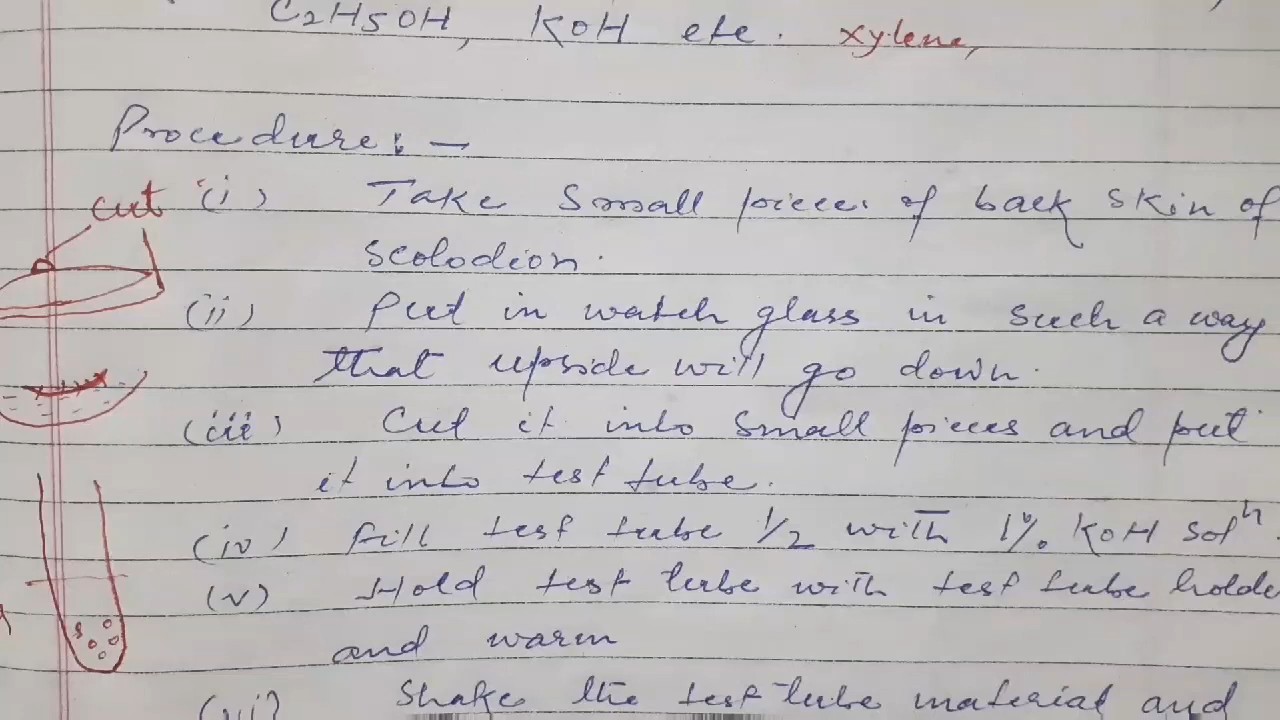 C2H5OH, KOH etc. xylene,
Procedure: —
cut
(i) Take small pieces of back skin of
scolodion.
(ii) Put in watch glass in such a way
that upside will go down.
(iii) Cut it into small pieces and put
it into test tube.
(iv) fill test tube 1/2 with 1% KOH solⁿ.
(v) Hold test tube with test tube holde
and warm
(vi) Shake the test tube material and